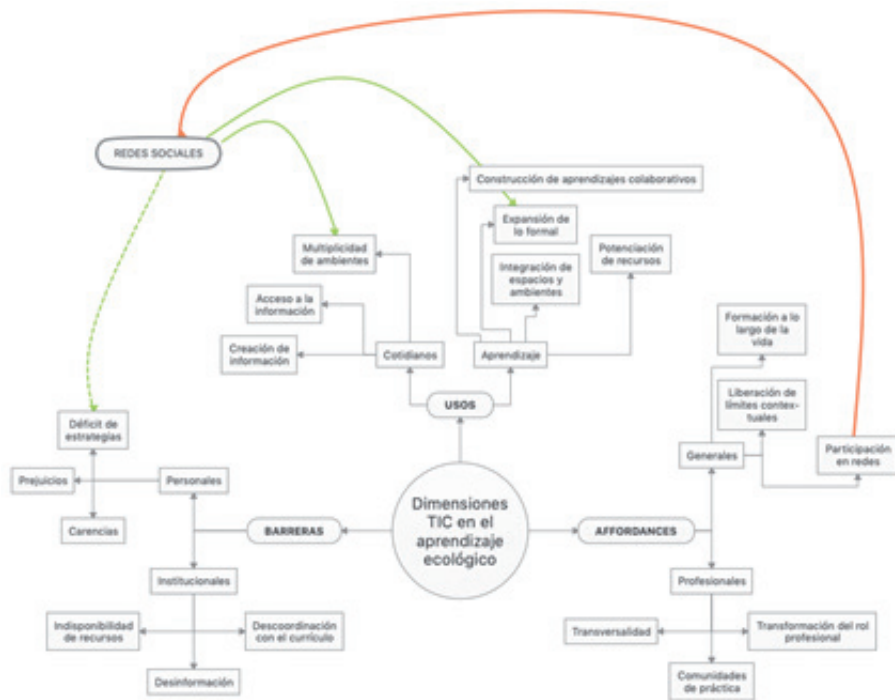 REDES SOCIALES
Construcción de aprendizajes colaborativos
Expansión de
lo formal
Multiplicidad
de ambientes
Integración de
espacios y
ambientes
Potenciación
de recursos
Acceso a la
información
Creación de
información
Cotidianos
Aprendizaje
Formación a lo
largo de la
vida
USOS
Liberación de
límites contex-
tuales
Déficit de
estrategias
Generales
Participación
en redes
Prejuicios
Personales
Carencias
BARRERAS
Dimensiones
TIC en el
aprendizaje
ecológico
AFFORDANCES
Institucionales
Profesionales
Indisponibilidad
de recursos
Descoordinación
con el currículo
Transversalidad
Transformación del rol
profesional
Desinformación
Comunidades
de práctica